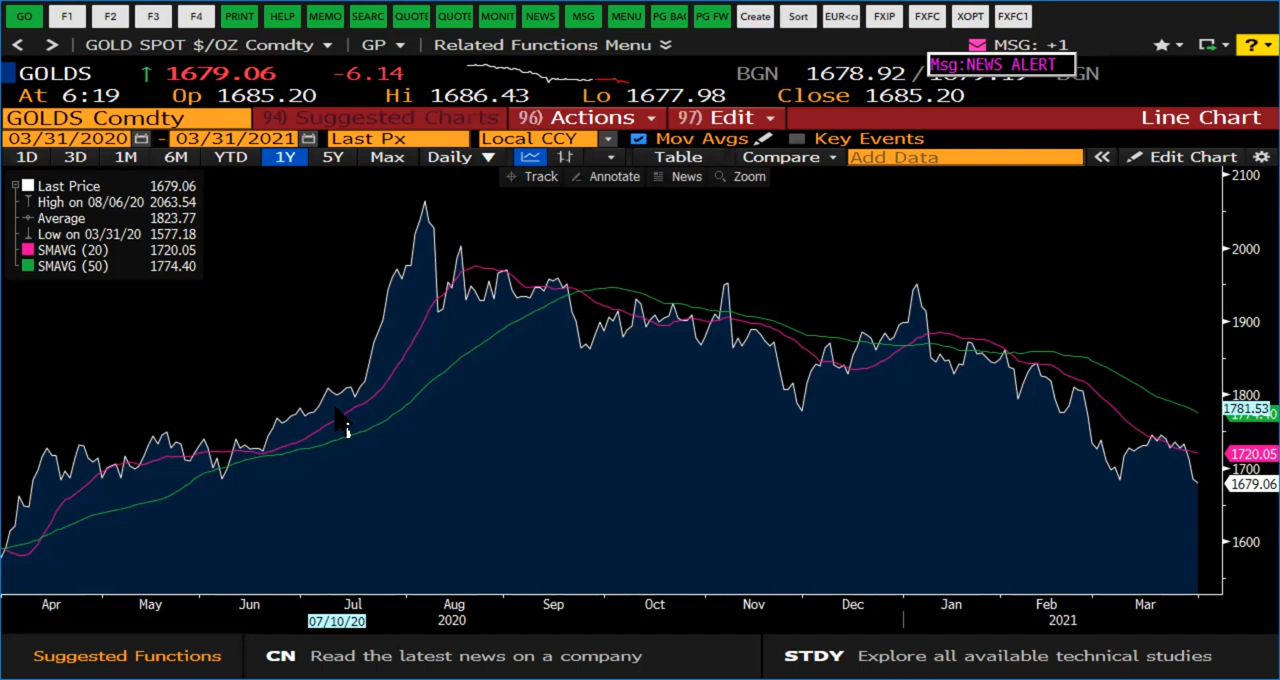 GO F1 F2 F3 F4 PRINT HELP MEMO SEARC QUOTE QUOTE MONIT NEWS MSG MENU PG BAC PG FW Create Sort EUR<cr FXIP FXFC XOPT FXFC1
< > GOLD SPOT $/OZ Comdty GP Related Functions Menu MSG: +1 ?
Msg:NEWS ALERT
GOLDS ↑ 1679.06 -6.14 BGN 1678.92 / BGN
At 6:19 Op 1685.20 Hi 1686.43 Lo 1677.98 Close 1685.20
GOLDS Comdty 94) Suggested Charts 96) Actions 97) Edit Line Chart
03/31/2020 - 03/31/2021 Last Px Local CCY Mov Avgs Key Events
1D 3D 1M 6M YTD 1Y 5Y Max Daily ▼ Table Compare Add Data « Edit Chart
Track Annotate News Zoom
Last Price 1679.06
High on 08/06/20 2063.54
Average 1823.77
Low on 03/31/20 1577.18
SMAVG (20) 1720.05
SMAVG (50) 1774.40
2100
2000
1900
1800
1781.53
1774.40
1720.05
1700
1679.06
1600
Apr May Jun Jul Aug Sep Oct Nov Dec Jan Feb Mar
07/10/20 2020 2021
Suggested Functions CN Read the latest news on a company STDY Explore all available technical studies